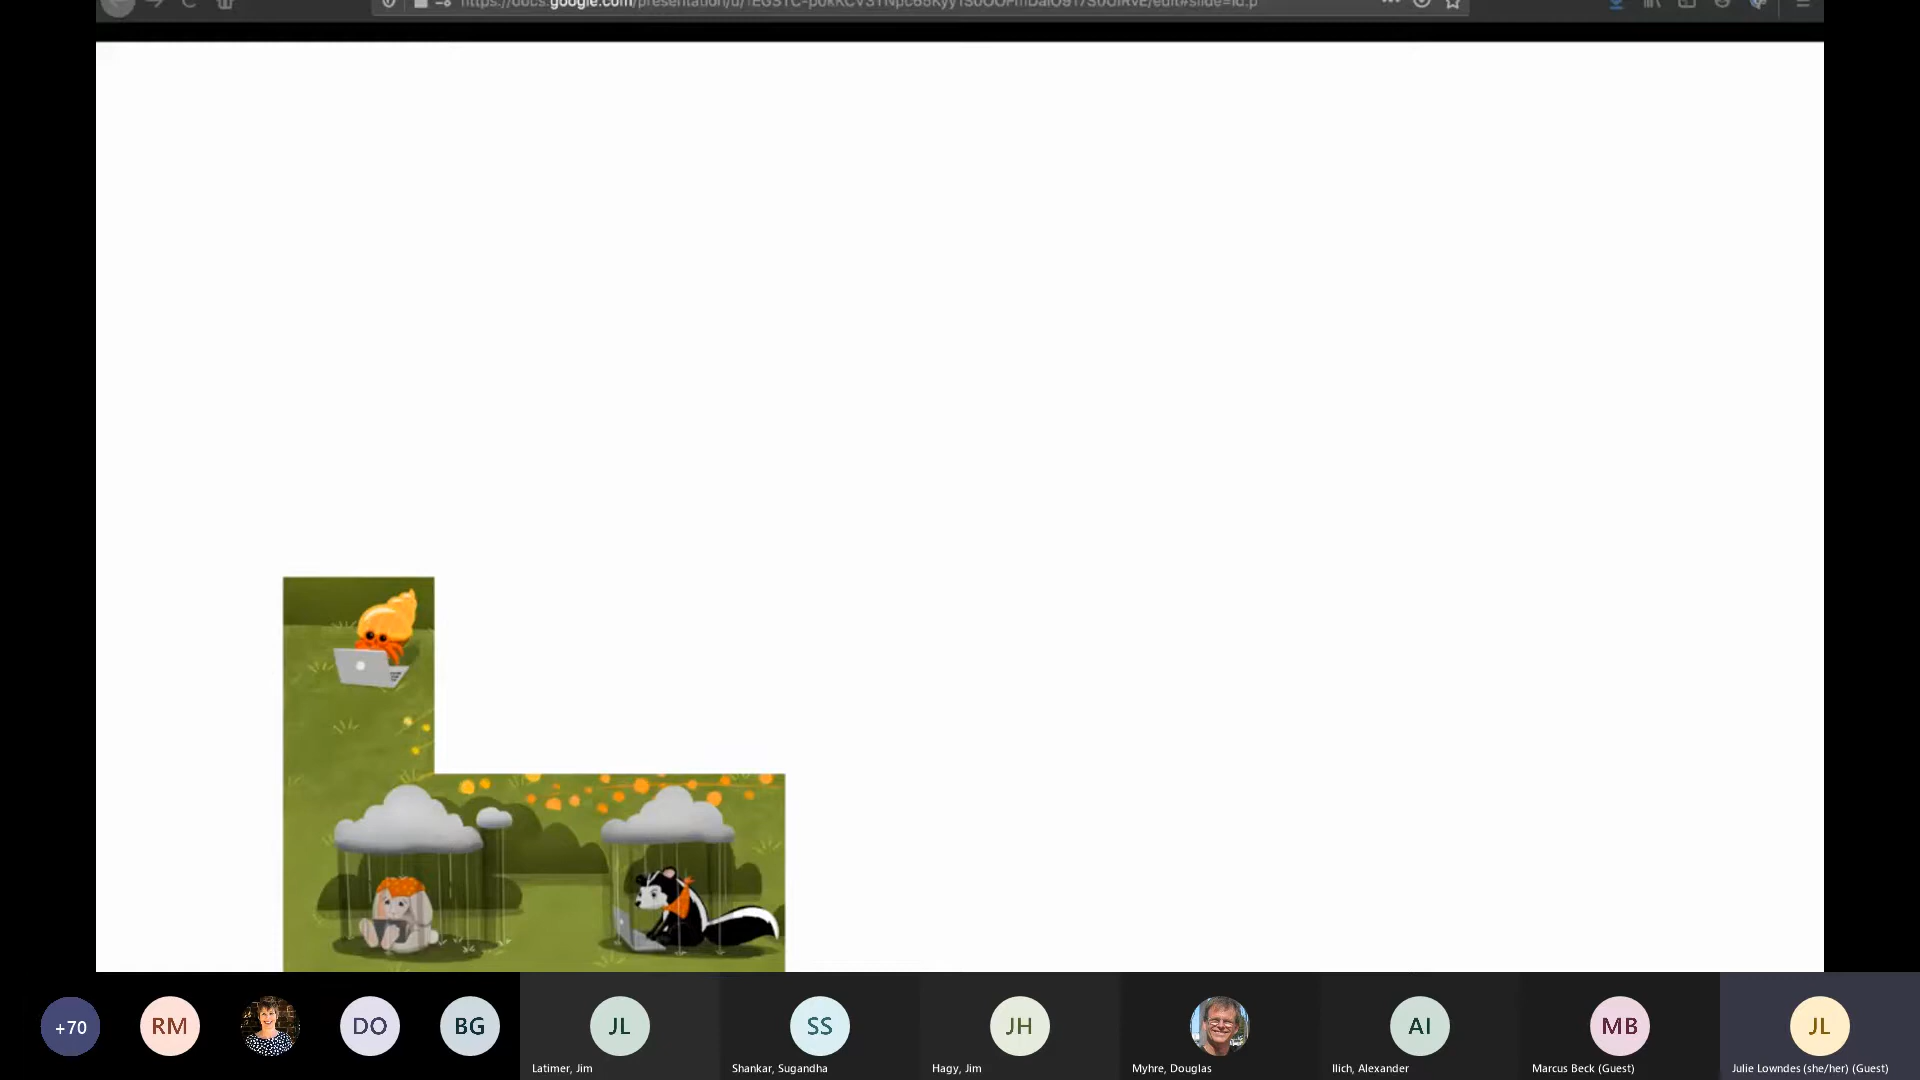 +70
RM
DO
BG
JL
SS
JH
AI
MB
JL
Latimer, Jim
Shankar, Sugandha
Hagy, Jim
Myhre, Douglas
Ilich, Alexander
Marcus Beck (Guest)
Julie Lowndes (she/her) (Guest)